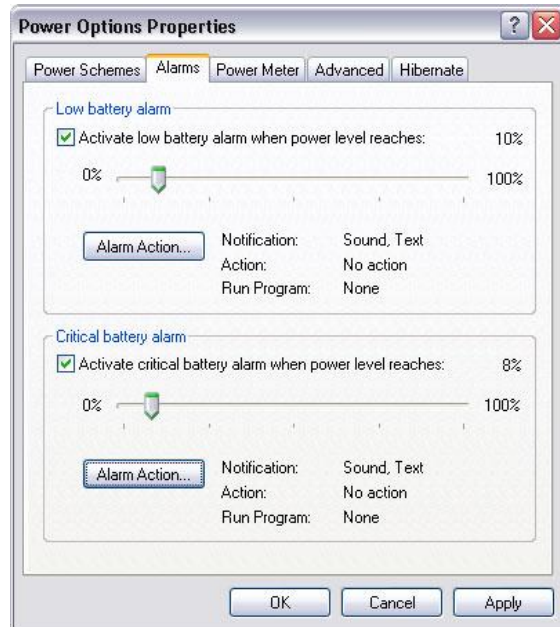 Power Options Properties
Power Schemes Alarms Power Meter Advanced Hibernate
Low battery alarm
Activate low battery alarm when power level reaches: 10%
0% 100%
Alarm Action... Notification: Sound, Text
Action: No action
Run Program: None
Critical battery alarm
Activate critical battery alarm when power level reaches: 8%
0% 100%
Alarm Action... Notification: Sound, Text
Action: No action
Run Program: None
OK Cancel Apply